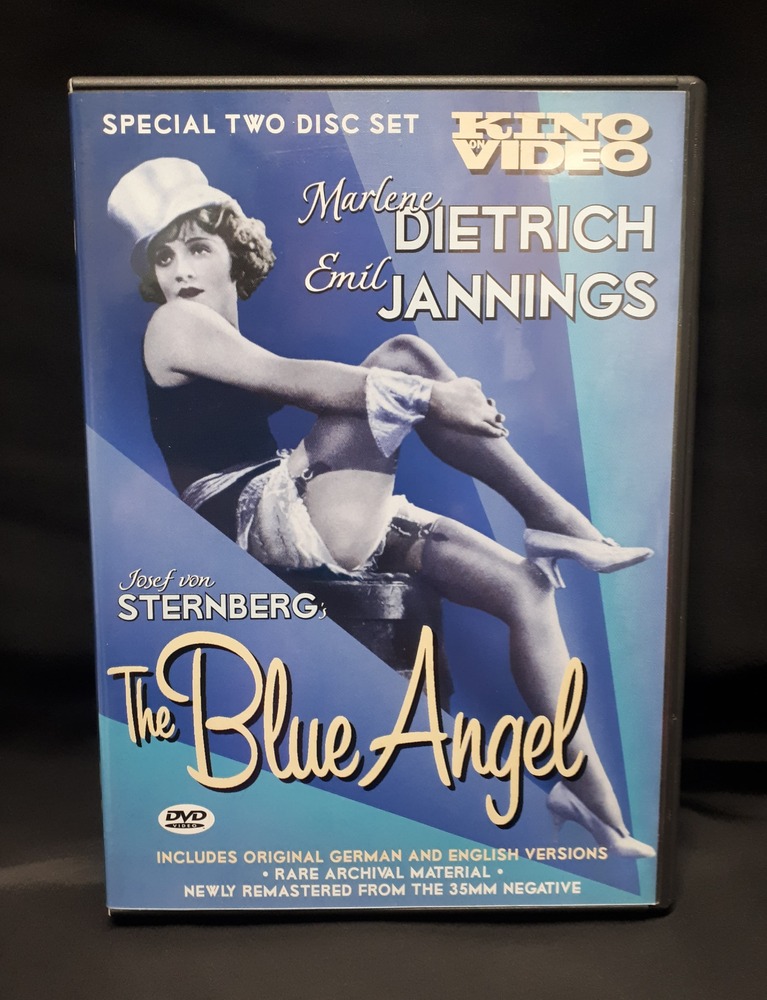 SPECIAL TWO DISC SET
KINO
ON
VIDEO
Marlene
DIETRICH
Emil
JANNINGS
Josef von
STERNBERG's
The Blue Angel
DVD
VIDEO
INCLUDES ORIGINAL GERMAN AND ENGLISH VERSIONS
• RARE ARCHIVAL MATERIAL •
NEWLY REMASTERED FROM THE 35MM NEGATIVE